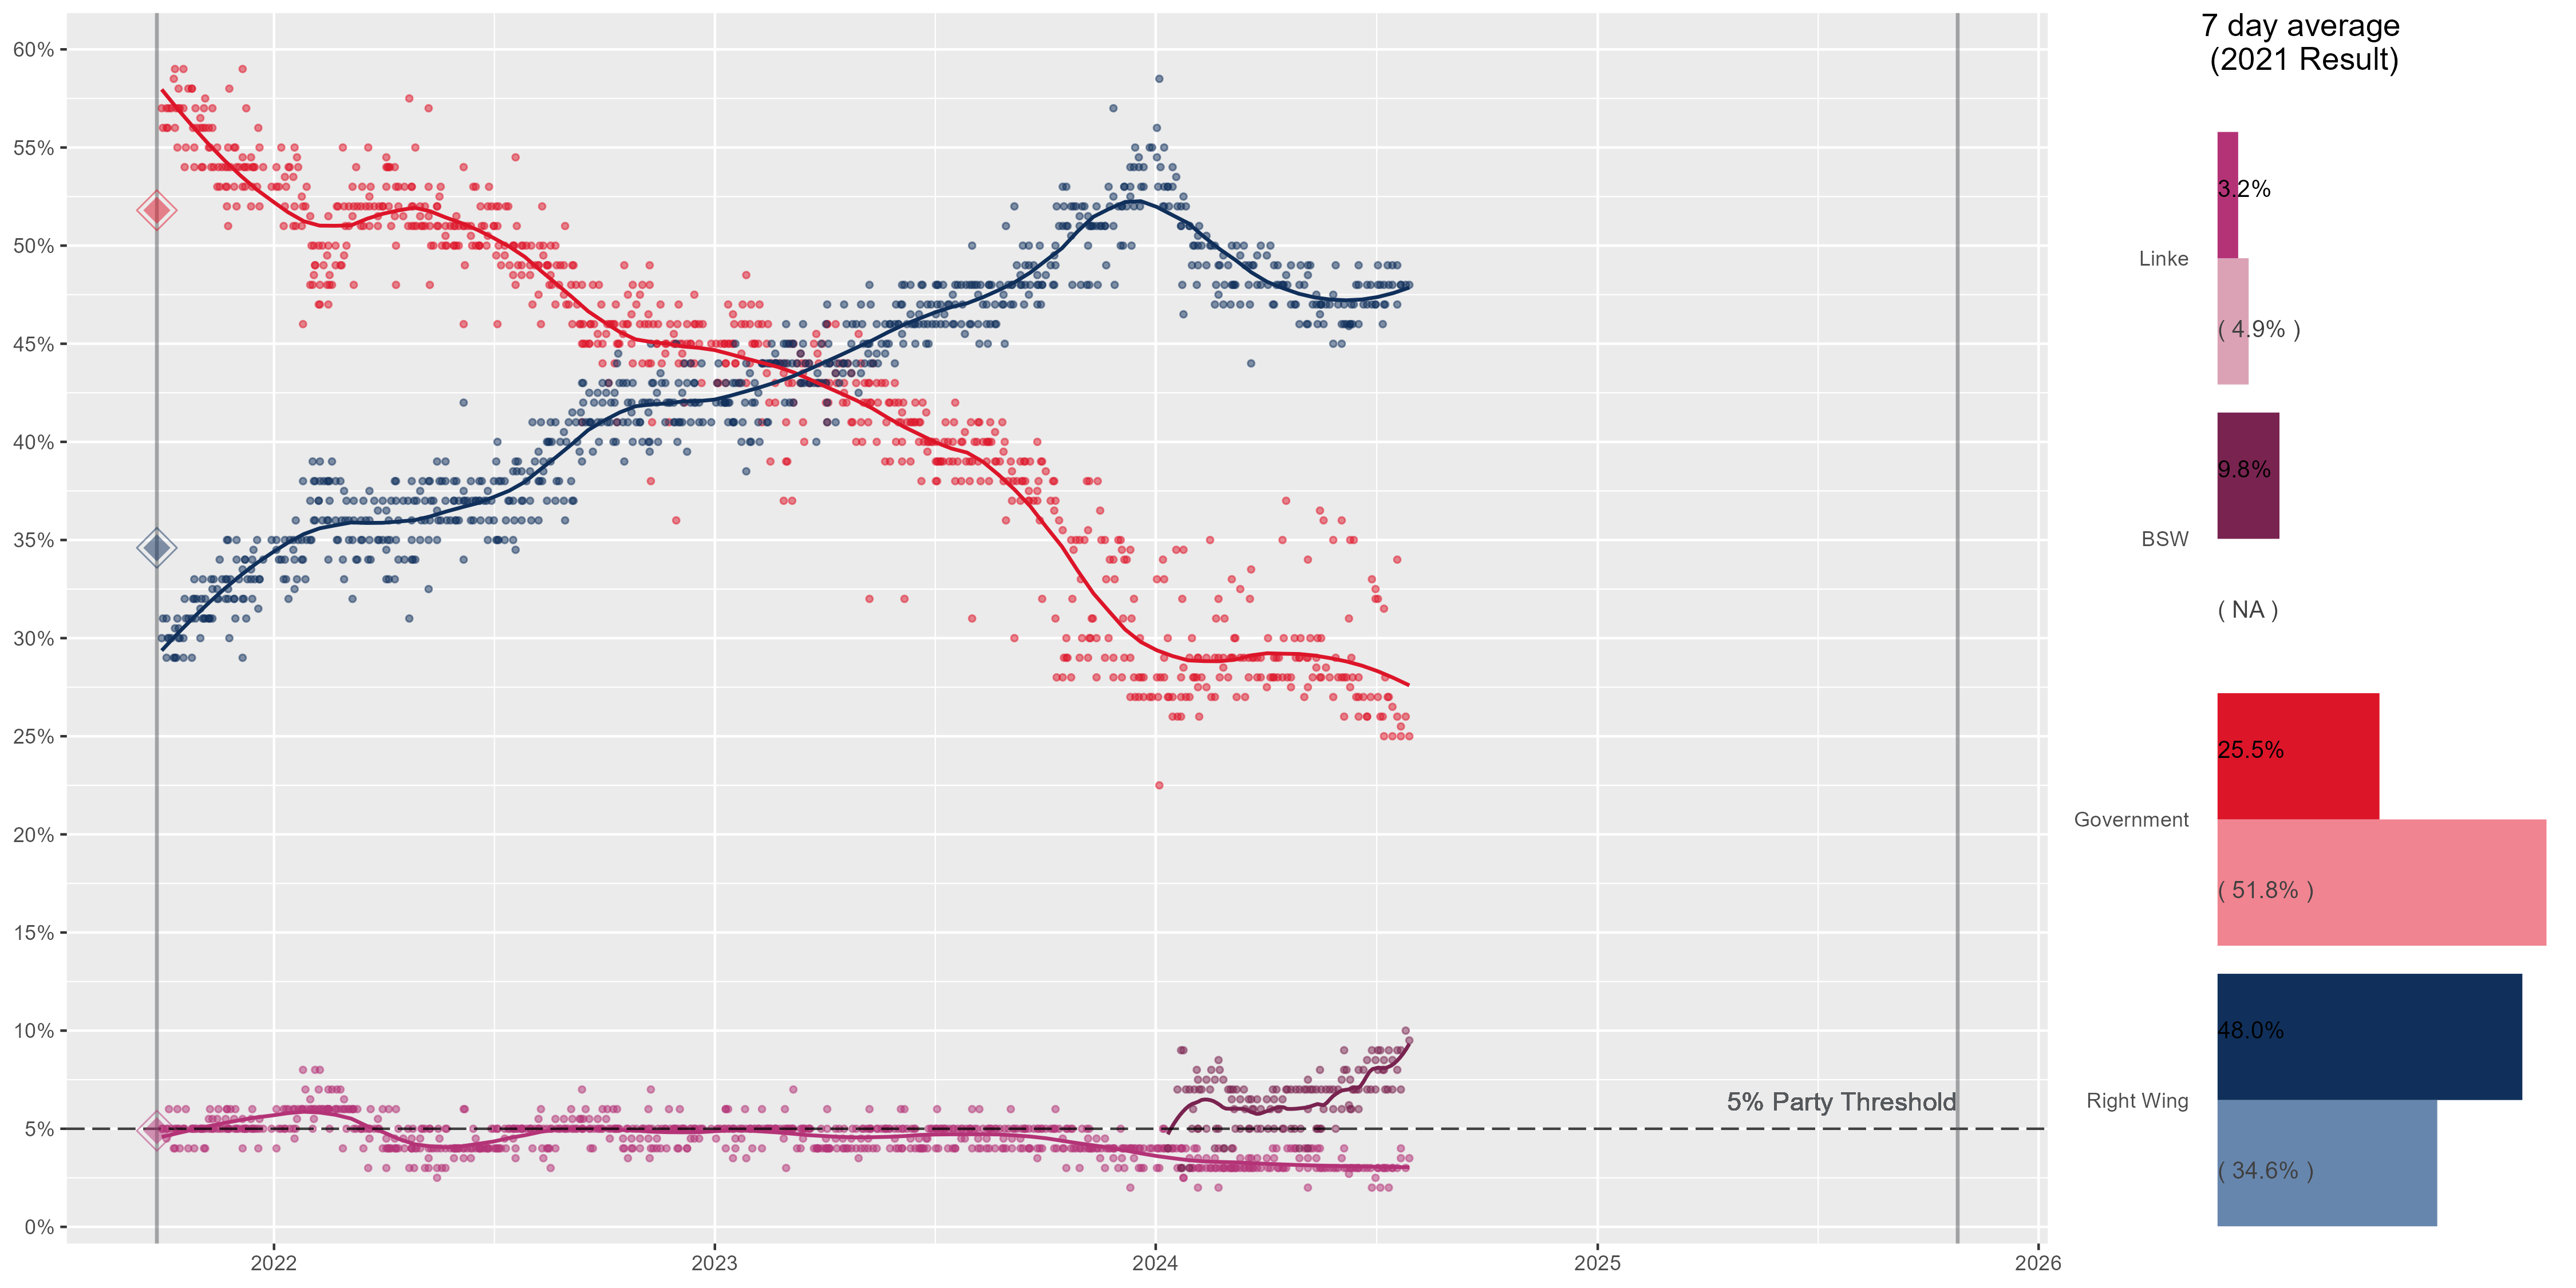 60%
55%
50%
45%
40%
35%
30%
25%
20%
15%
10%
5%
0%
2022
2023
2024
2025
2026
5% Party Threshold
7 day average
(2021 Result)
Linke
3.2%
( 4.9% )
BSW
9.8%
( NA )
Government
25.5%
( 51.8% )
Right Wing
48.0%
( 34.6% )